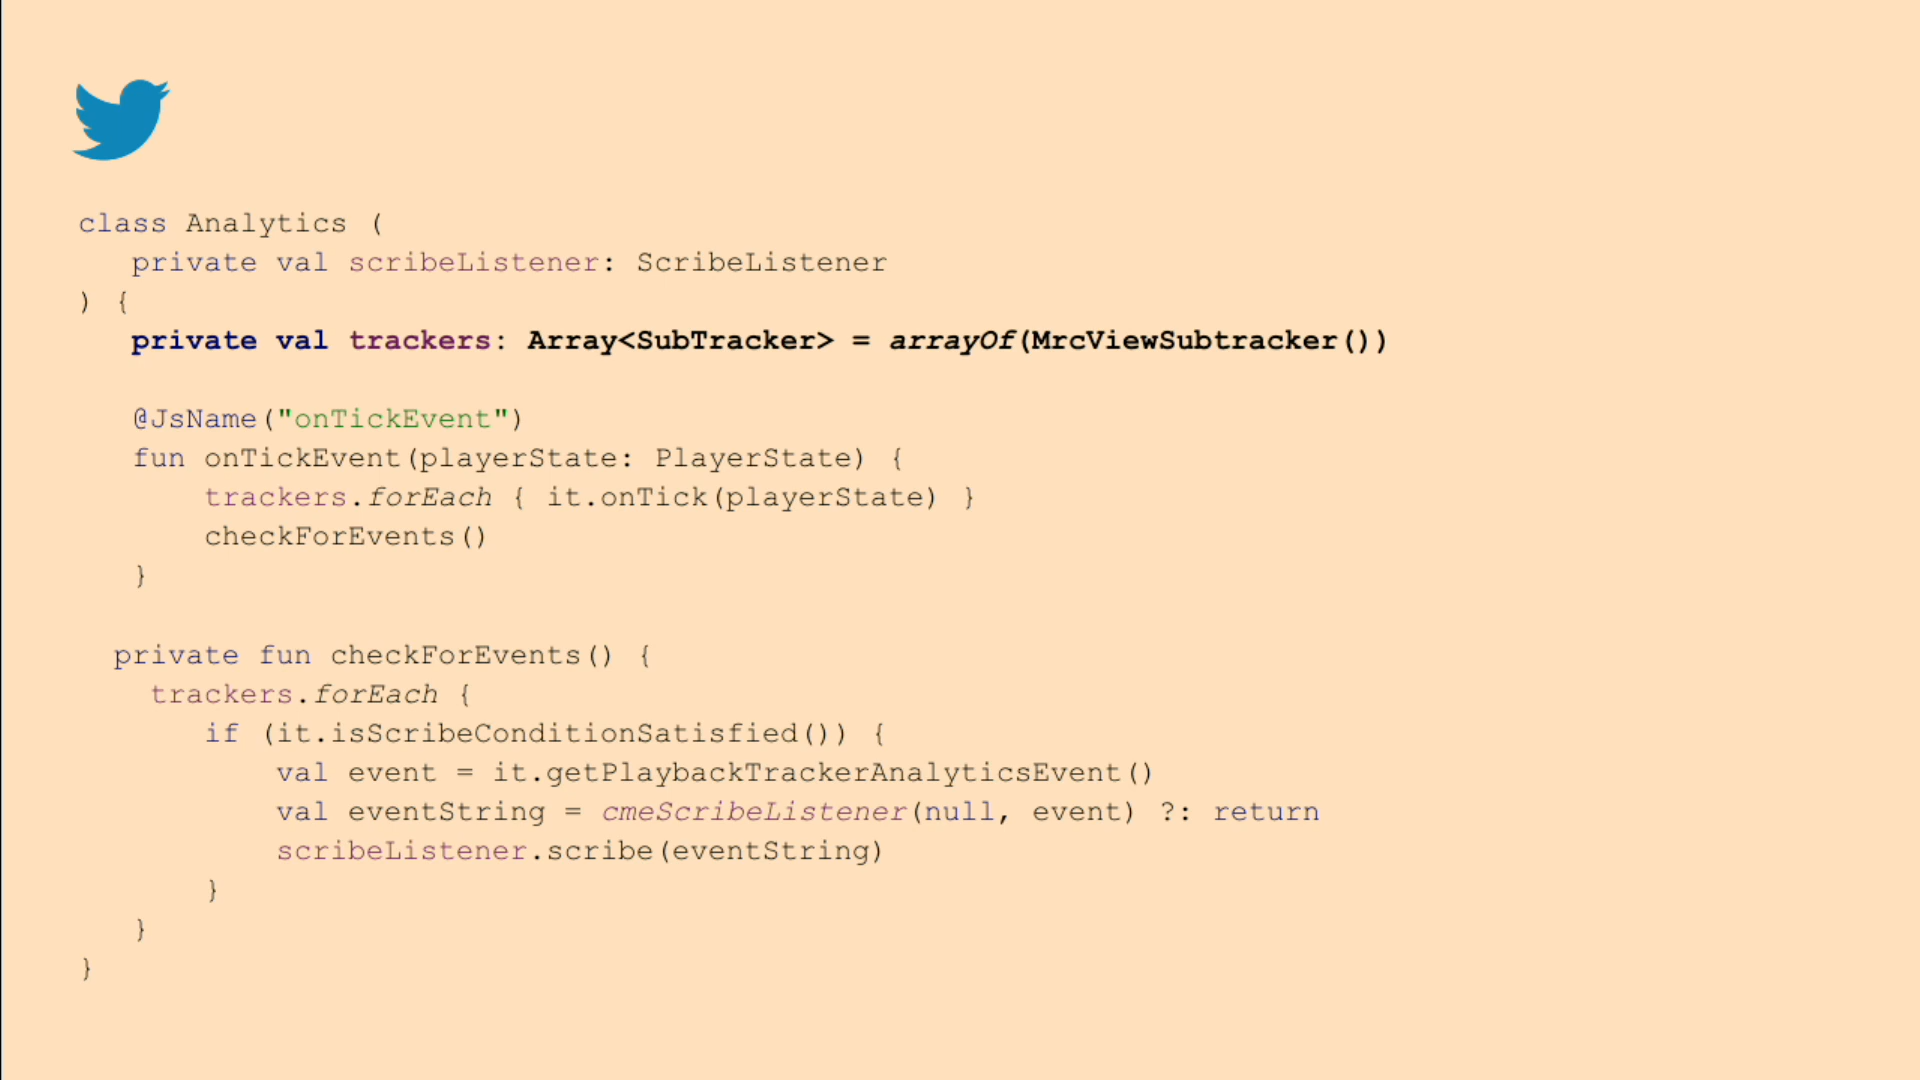 class Analytics (
   private val scribeListener: ScribeListener
) {
   private val trackers: Array<SubTracker> = arrayOf(MrcViewSubtracker())
   @JsName("onTickEvent")
   fun onTickEvent(playerState: PlayerState) {
       trackers.forEach { it.onTick(playerState) }
       checkForEvents()
   }
  private fun checkForEvents() {
    trackers.forEach {
       if (it.isScribeConditionSatisfied()) {
           val event = it.getPlaybackTrackerAnalyticsEvent()
           val eventString = cmeScribeListener(null, event) ?: return
           scribeListener.scribe(eventString)
       }
   }
}